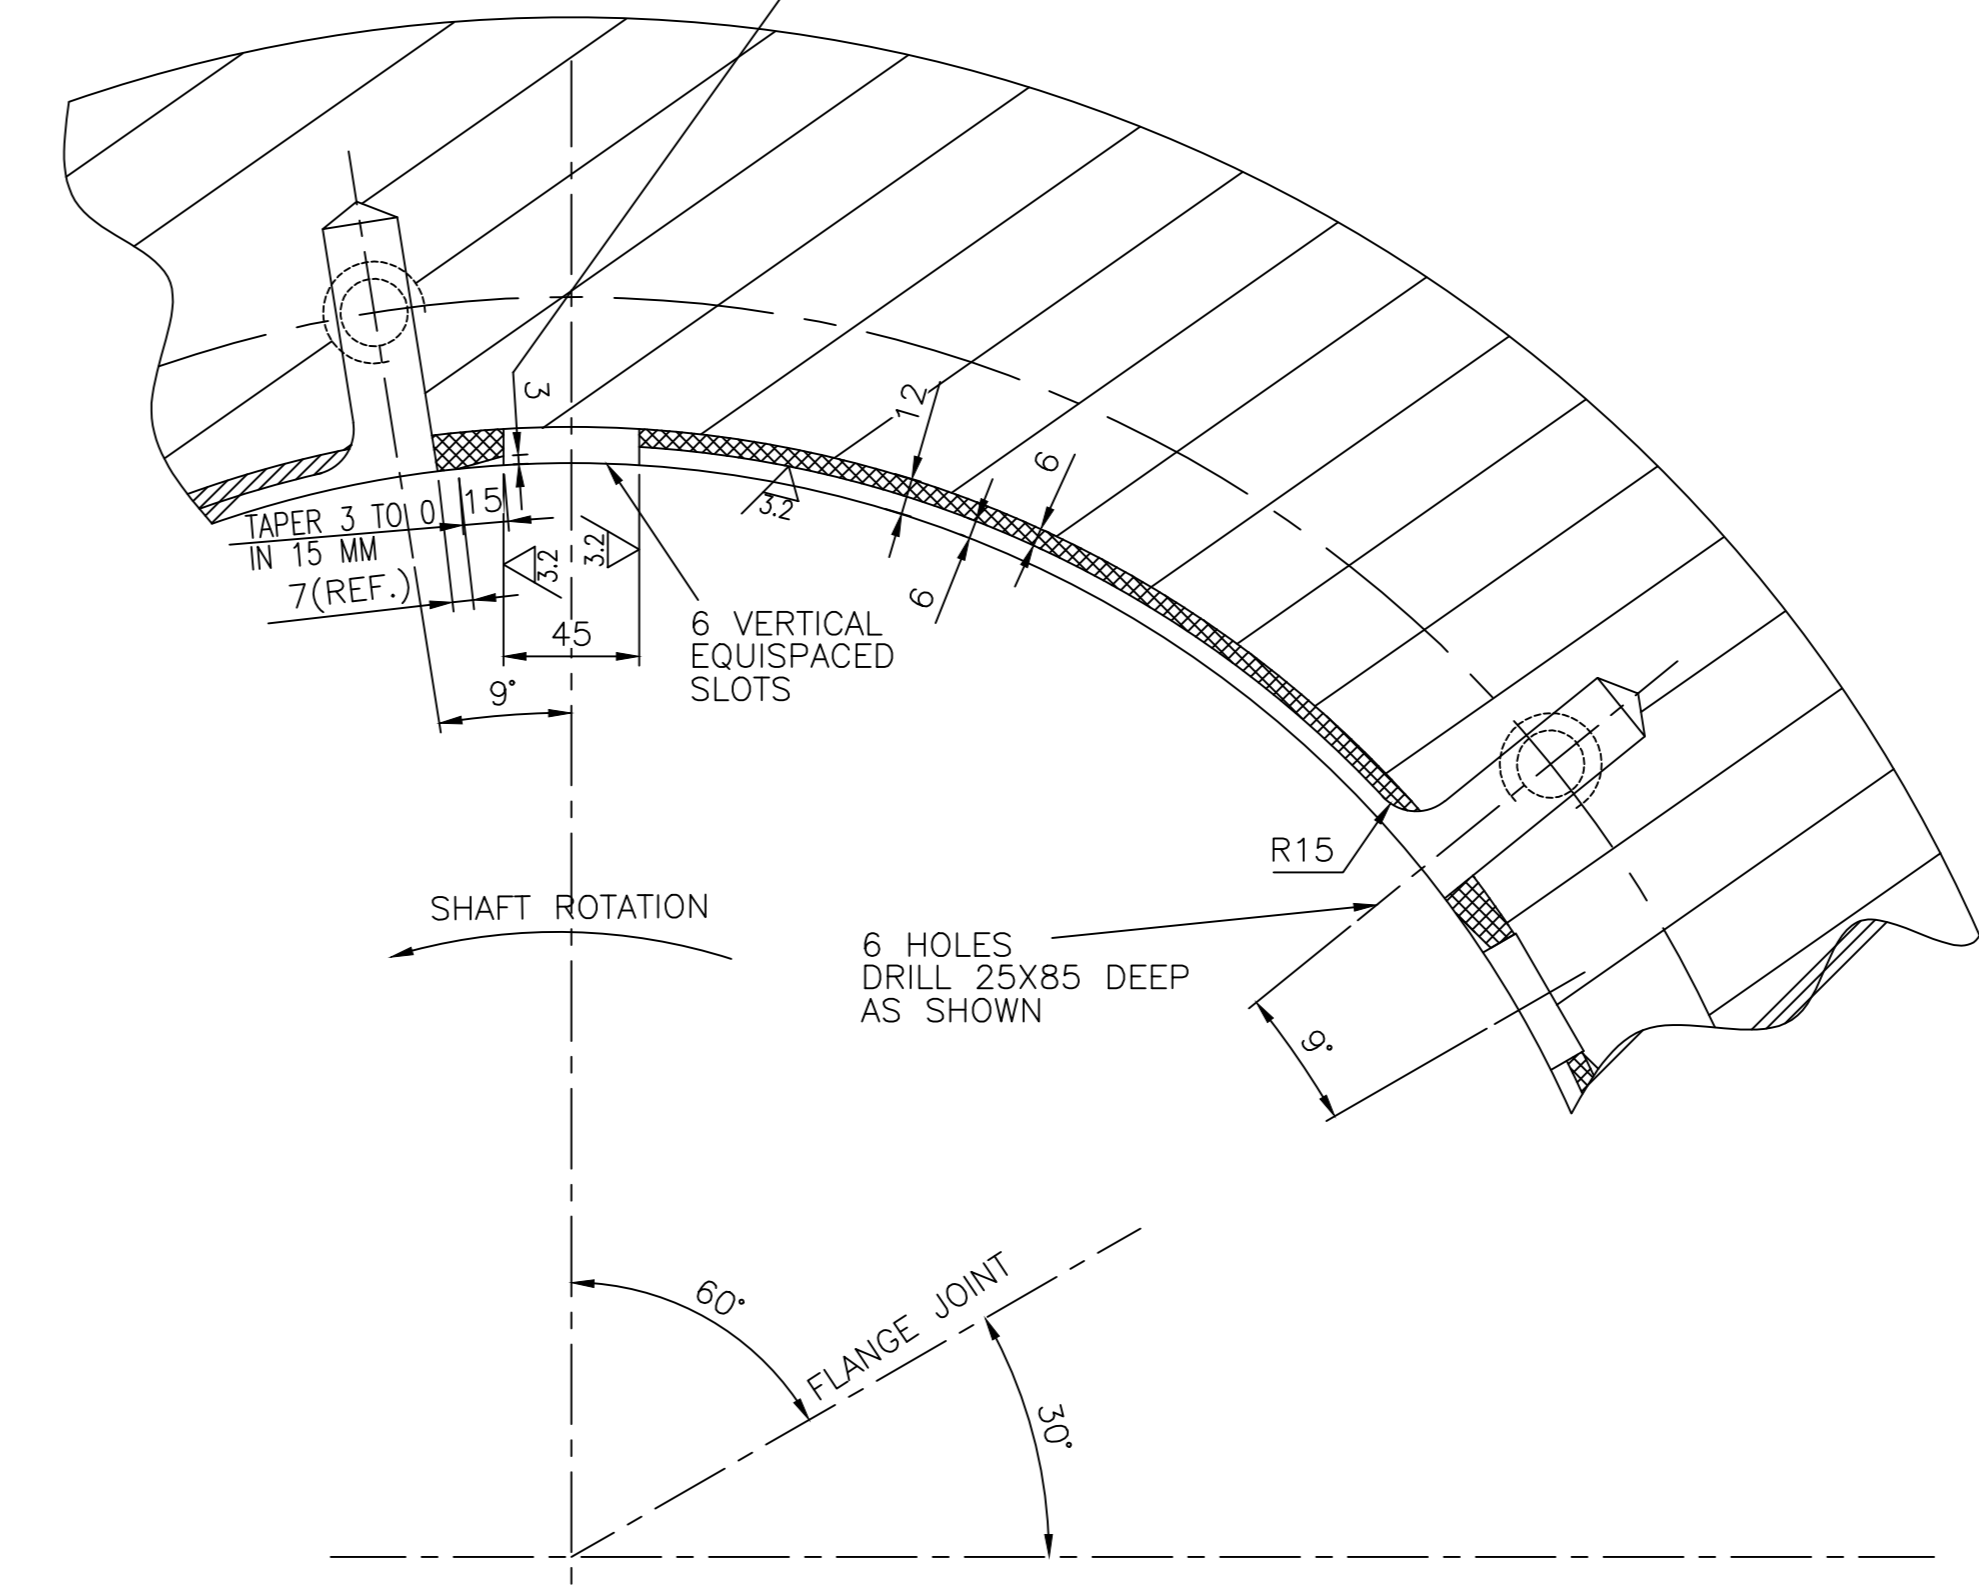 3
12
6
6
TAPER 3 TO 0
IN 15 MM
15
7(REF.)
3.2
3.2
3.2
45
9°
6 VERTICAL
EQUISPACED
SLOTS
R15
SHAFT ROTATION
6 HOLES
DRILL 25X85 DEEP
AS SHOWN
9°
60°
FLANGE JOINT
30°